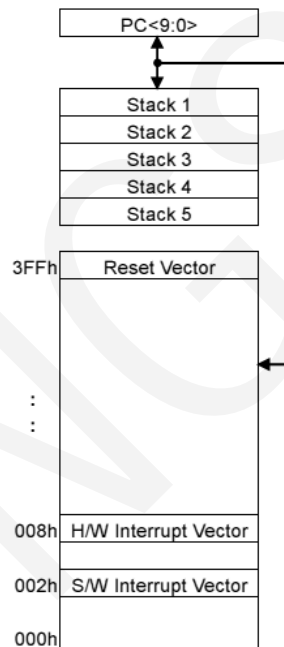 PC<9:0>
Stack 1
Stack 2
Stack 3
Stack 4
Stack 5
3FFh Reset Vector
:
:
008h H/W Interrupt Vector
002h S/W Interrupt Vector
000h